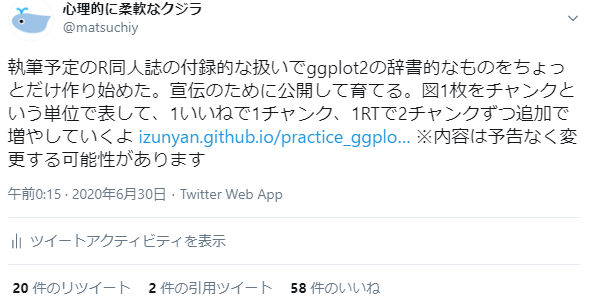 心理的に柔軟なクジラ
@matsuchiy
執筆予定のR同人誌の付録的な扱いでggplot2の辞書的なものをちょっ
とだけ作り始めた。宣伝のために公開して育てる。図1枚をチャンクと
いう単位で表して、1いいねで1チャンク、1RTで2チャンクずつ追加で
増やしていくよ izunyan.github.io/practice_ggplo... ※内容は予告なく変
更する可能性があります
午前0:15 · 2020年6月30日 · Twitter Web App
ツイートアクティビティを表示
20 件のリツイート 2 件の引用ツイート 58 件のいいね